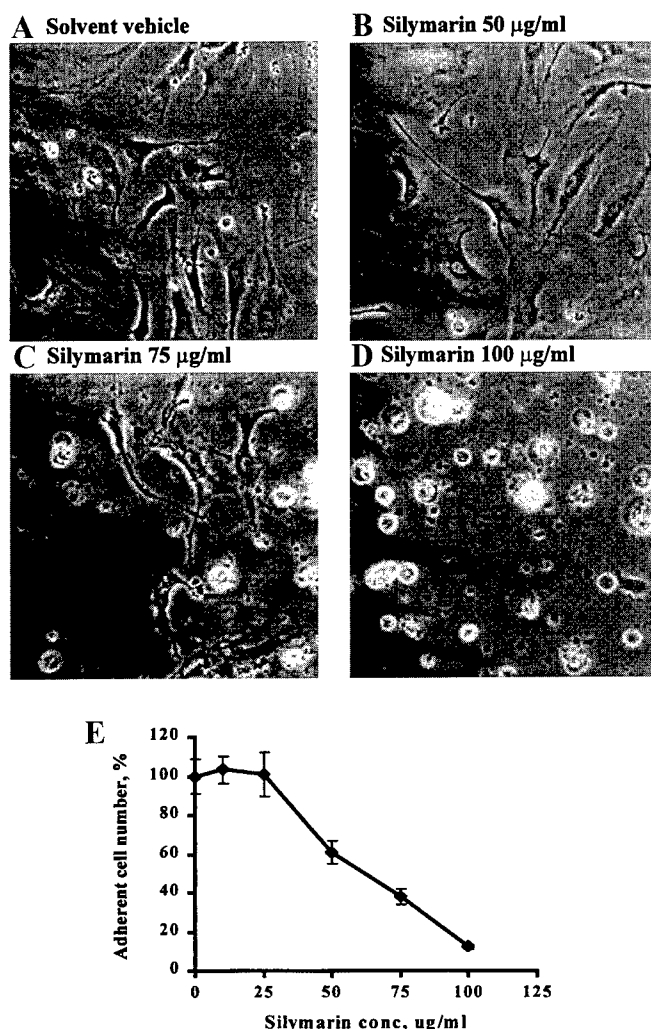 A Solvent vehicle
B Silymarin 50 μg/ml
C Silymarin 75 μg/ml
D Silymarin 100 μg/ml
E
120
100
80
60
40
20
0
Adherent cell number, %
0 25 50 75 100 125
Silymarin conc, ug/ml